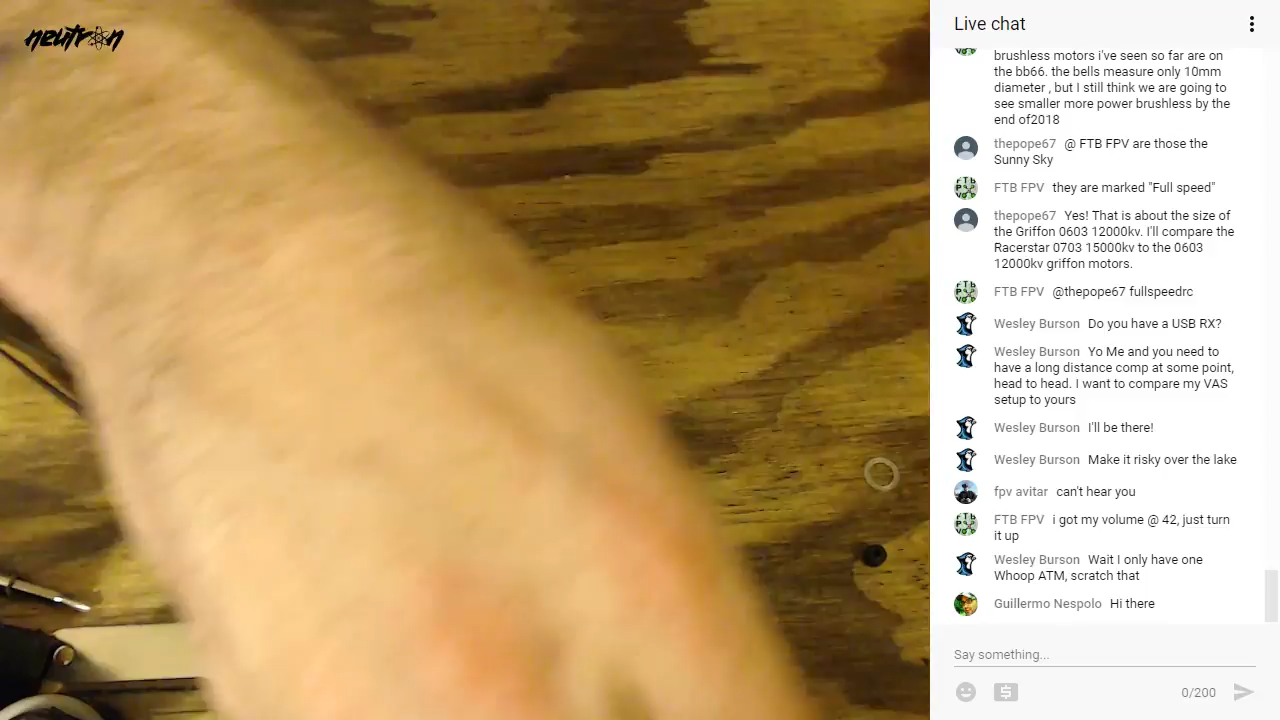 neutron
Live chat
brushless motors i've seen so far are on
the bb66. the bells measure only 10mm
diameter , but I still think we are going to
see smaller more power brushless by the
end of2018
thepope67 @ FTB FPV are those the
Sunny Sky
FTB FPV they are marked "Full speed"
thepope67 Yes! That is about the size of
the Griffon 0603 12000kv. I'll compare the
Racerstar 0703 15000kv to the 0603
12000kv griffon motors.
FTB FPV @thepope67 fullspeedrc
Wesley Burson Do you have a USB RX?
Wesley Burson Yo Me and you need to
have a long distance comp at some point,
head to head. I want to compare my VAS
setup to yours
Wesley Burson I'll be there!
Wesley Burson Make it risky over the lake
fpv avitar can't hear you
FTB FPV i got my volume @ 42, just turn
it up
Wesley Burson Wait I only have one
Whoop ATM, scratch that
Guillermo Nespolo Hi there
Say something...
0/200